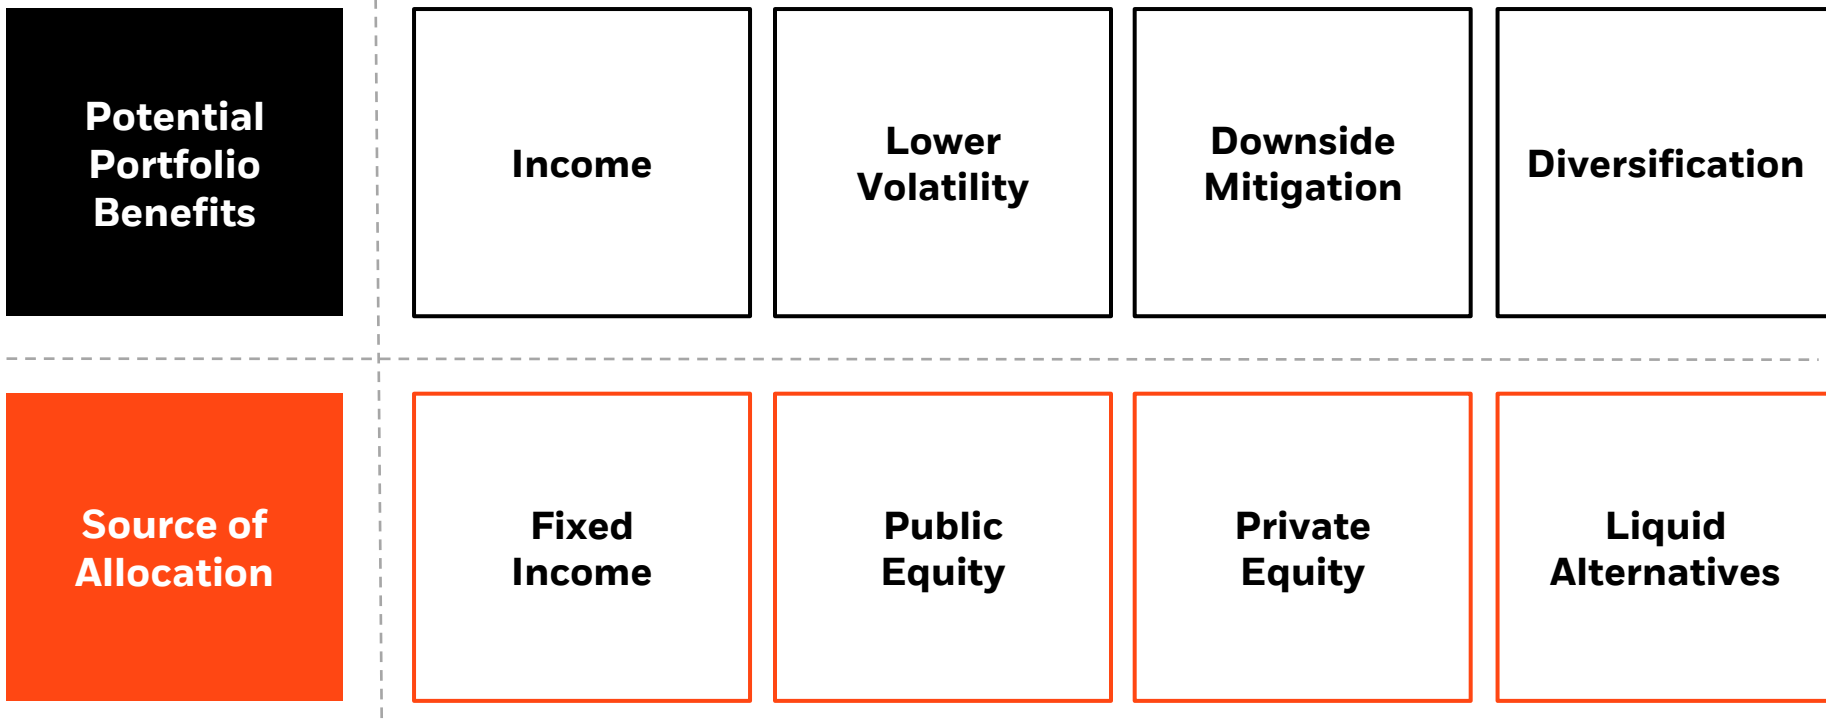 Potential
Portfolio
Benefits
Income
Lower
Volatility
Downside
Mitigation
Diversification
Source of
Allocation
Fixed
Income
Public
Equity
Private
Equity
Liquid
Alternatives